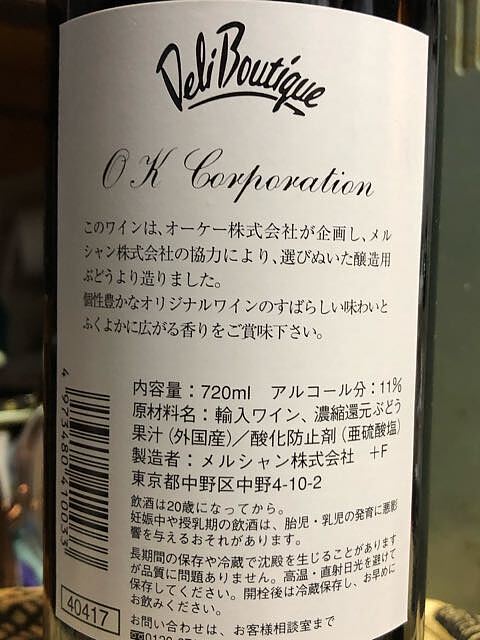 Deli Boutique
O K Corporation
このワインは、オーケー株式会社が企画し、メル
シャン株式会社の協力により、選びぬいた醸造用
ぶどうより造りました。
個性豊かなオリジナルワインのすばらしい味わいと
ふくよかに広がる香りをご賞味下さい。
内容量：720ml　アルコール分：11%
原材料名：輸入ワイン、濃縮還元ぶどう
果汁（外国産）／酸化防止剤（亜硫酸塩）
製造者：メルシャン株式会社　＋F
東京都中野区中野4-10-2
飲酒は20歳になってから。
妊娠中や授乳期の飲酒は、胎児・乳児の発育に悪影
響を与えるおそれがあります。
長期間の保存や冷蔵で沈殿を生じることがあります
が品質に問題ありません。高温・直射日光を避けて
保存してください。開栓後は冷蔵保存し、お早めに
お飲みください。
お問い合わせは、お客様相談室まで
4 973480 410033
40417